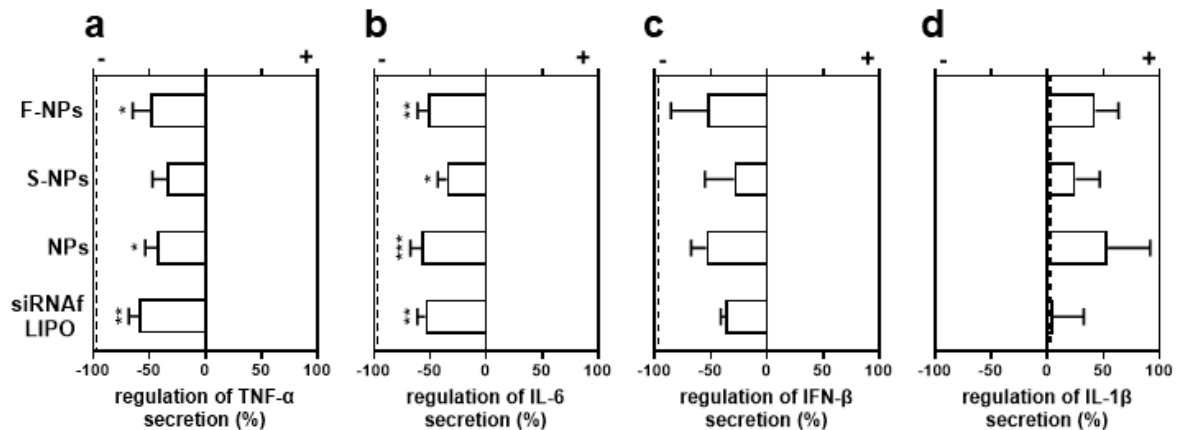 a b c d
- + - + - + - +
F-NPs * ** 
S-NPs *
NPs * ***
siRNAf
LIPO ** **
-100 -50 0 50 100 -100 -50 0 50 100 -100 -50 0 50 100 -100 -50 0 50 100
regulation of TNF-α
secretion (%)
regulation of IL-6
secretion (%)
regulation of IFN-β
secretion (%)
regulation of IL-1β
secretion (%)